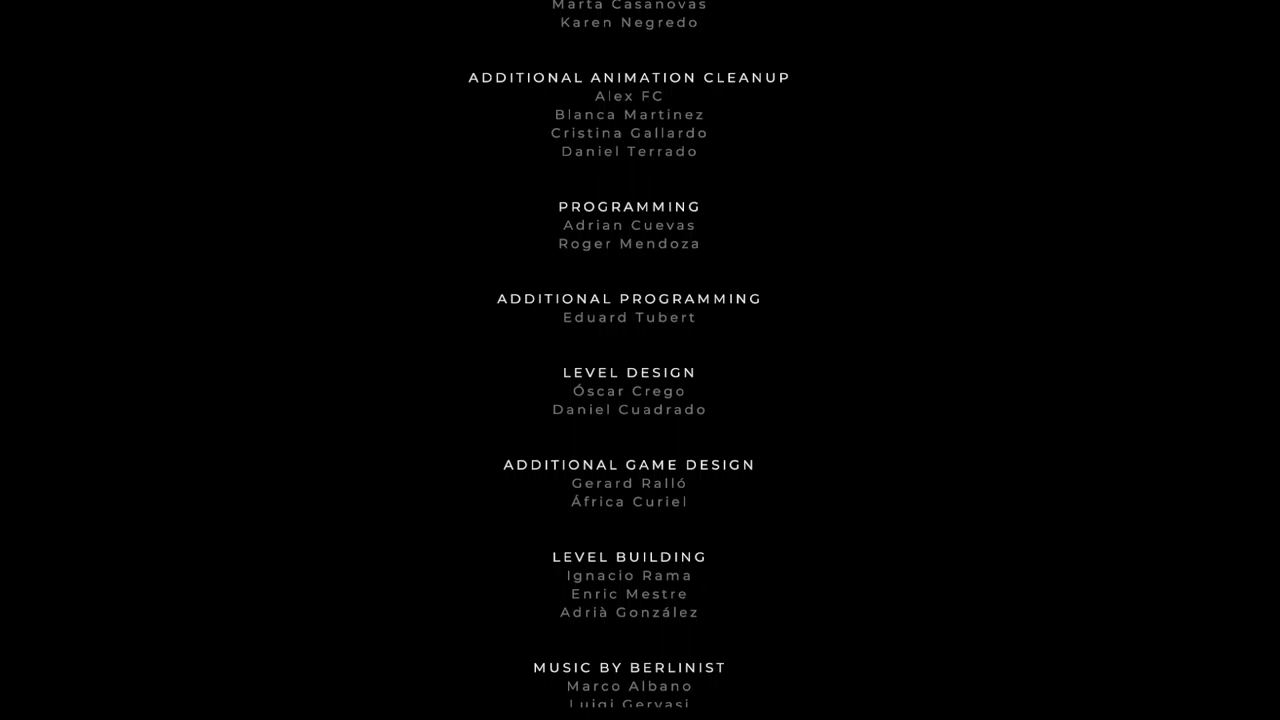 Marta Casanovas
Karen Negredo
ADDITIONAL ANIMATION CLEANUP
Alex FC
Blanca Martinez
Cristina Gallardo
Daniel Terrado
PROGRAMMING
Adrian Cuevas
Roger Mendoza
ADDITIONAL PROGRAMMING
Eduard Tubert
LEVEL DESIGN
Óscar Crego
Daniel Cuadrado
ADDITIONAL GAME DESIGN
Gerard Ralló
África Curiel
LEVEL BUILDING
Ignacio Rama
Enric Mestre
Adrià González
MUSIC BY BERLINIST
Marco Albano
Luigi Gervasi